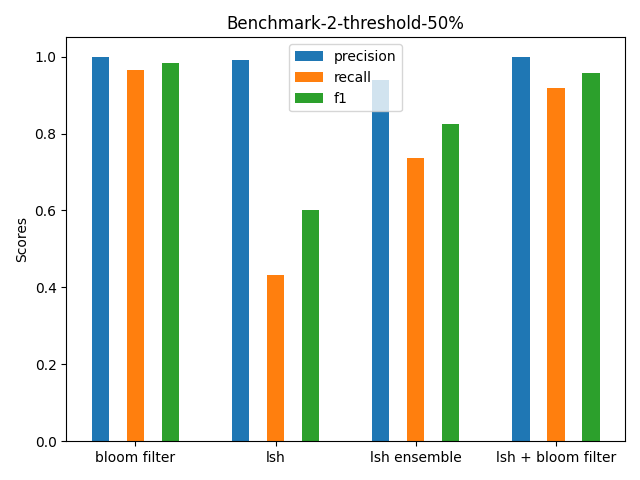 Benchmark-2-threshold-50%
precision
recall
f1
Scores
1.0
0.8
0.6
0.4
0.2
0.0
bloom filter
lsh
lsh ensemble
lsh + bloom filter